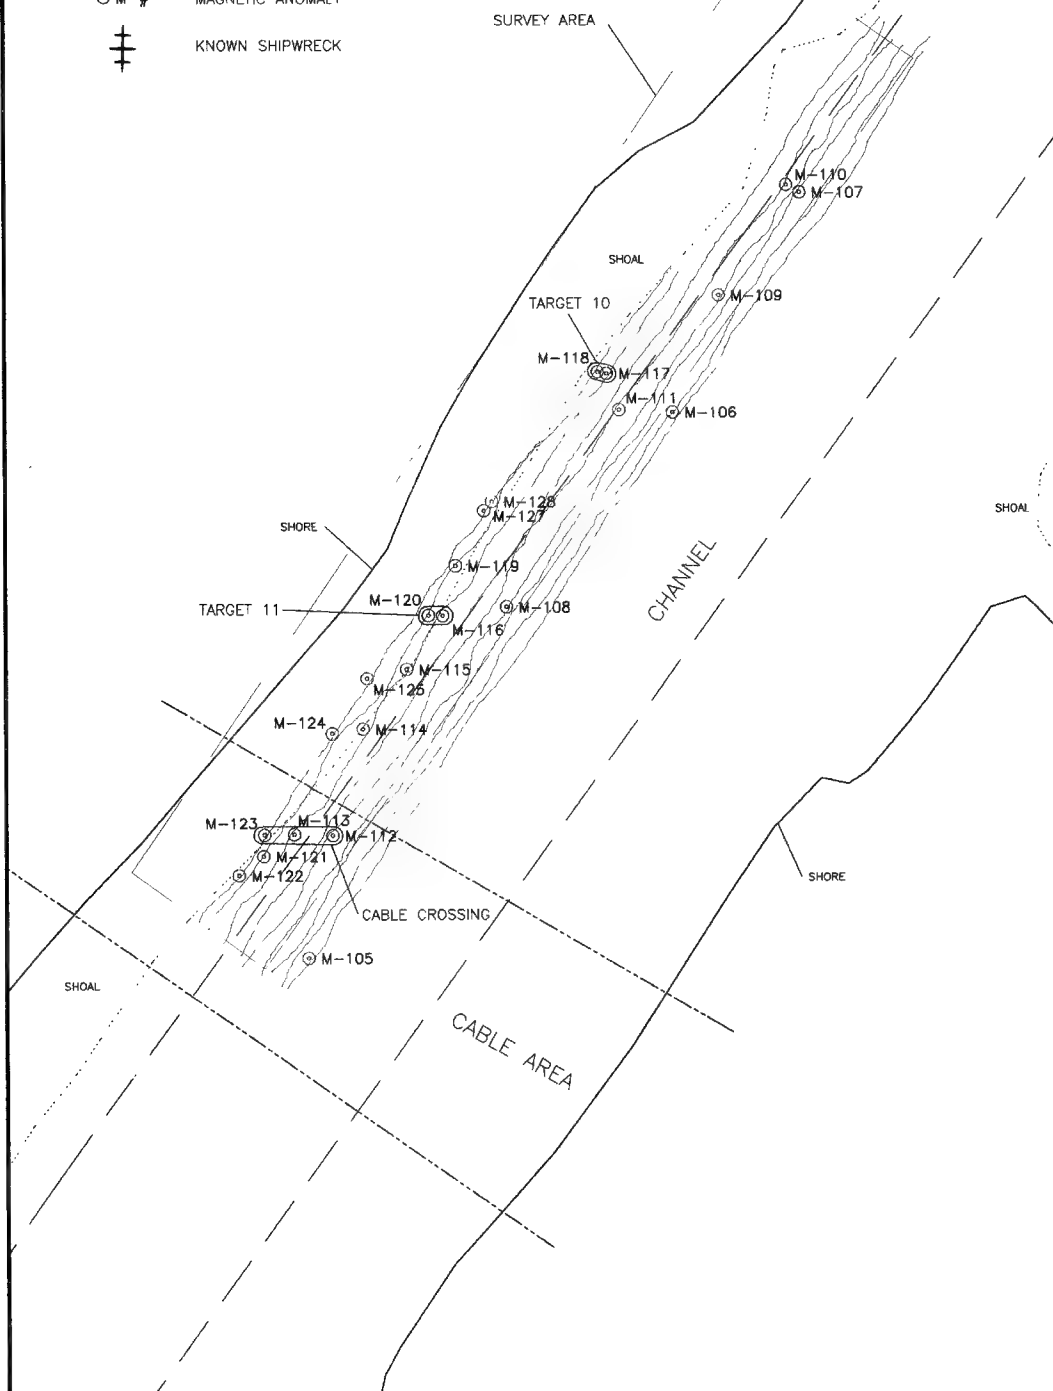 MAGNETIC ANOMALY
KNOWN SHIPWRECK
SURVEY AREA
M-110
M-107
SHOAL
M-109
TARGET 10
M-118
M-117
M-111
M-106
M-128
M-127
SHOAL
SHORE
CHANNEL
M-119
M-120
M-108
TARGET 11
M-116
M-115
M-124
M-114
M-113
M-123
M-112
M-121
M-122
SHORE
CABLE CROSSING
M-105
SHOAL
CABLE AREA